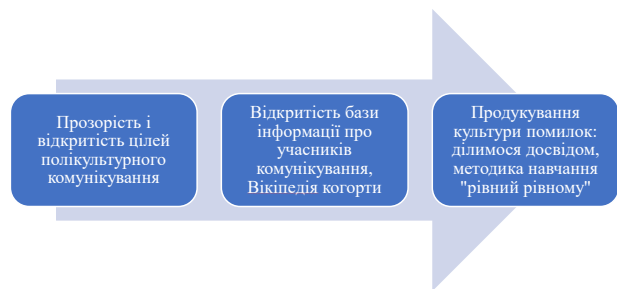 Прозорість і
відкритість цілей
полікультурного
комунікування
Відкритість бази
інформації про
учасників
комунікування,
Вікіпедія когорти
Продукування
культури помилок:
ділимося досвідом,
методика навчання
"рівний рівному"